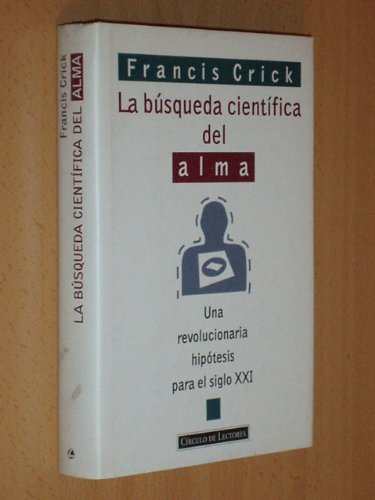 Francis Crick
La búsqueda científica
del
alma
Una
revolucionaria
hipótesis
para el siglo XXI
CÍRCULO DE LECTORES
Francis Crick
LA BÚSQUEDA CIENTÍFICA DEL ALMA